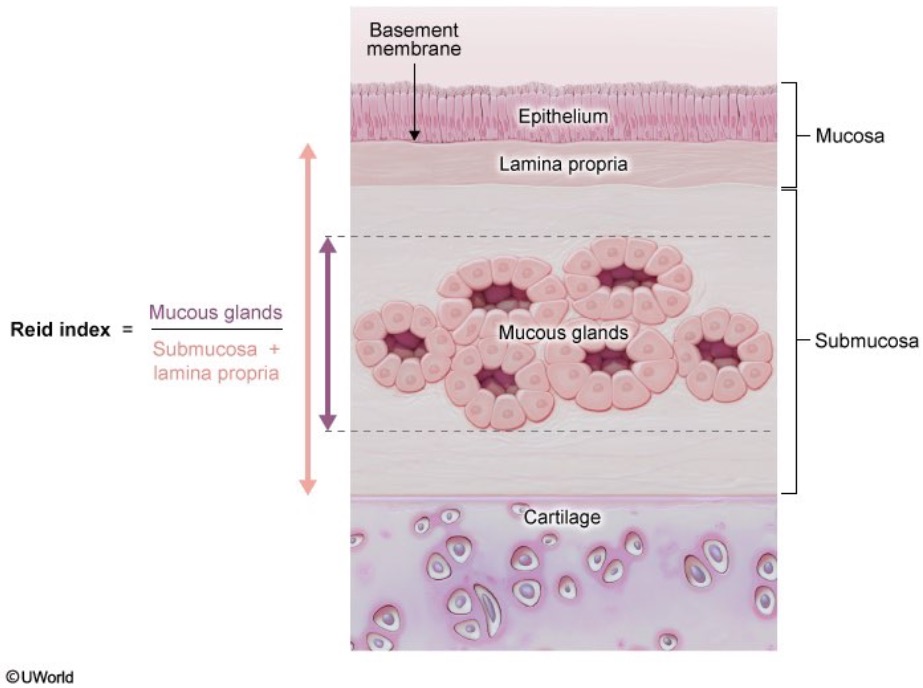 Basement
membrane
Epithelium
Mucosa
Lamina propria
Reid index = Mucous glands
Submucosa +
lamina propria
Mucous glands
Submucosa
Cartilage
©UWorld